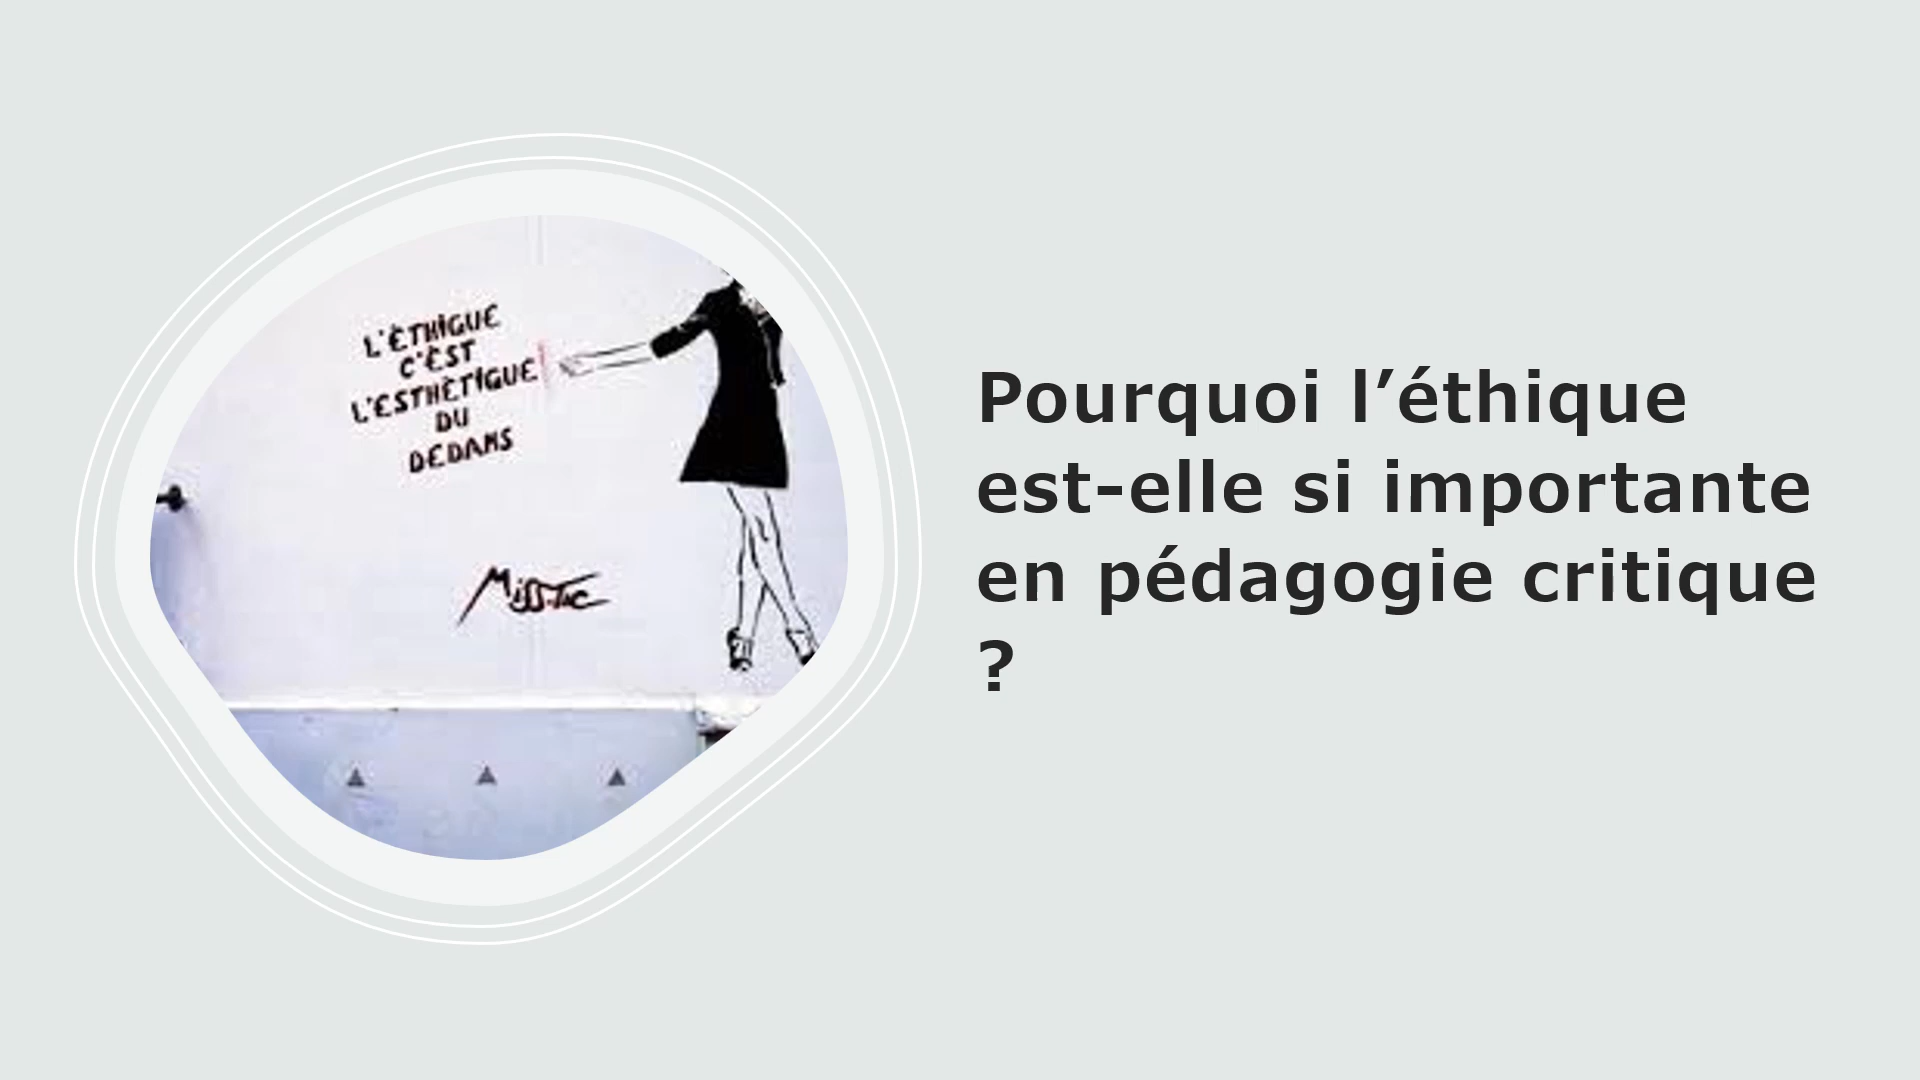 L'ÉTHIQUE
C'EST
L'ESTHÉTIQUE
DU
DEDANS
MISS.TIC
Pourquoi l’éthique
est-elle si importante
en pédagogie critique
?